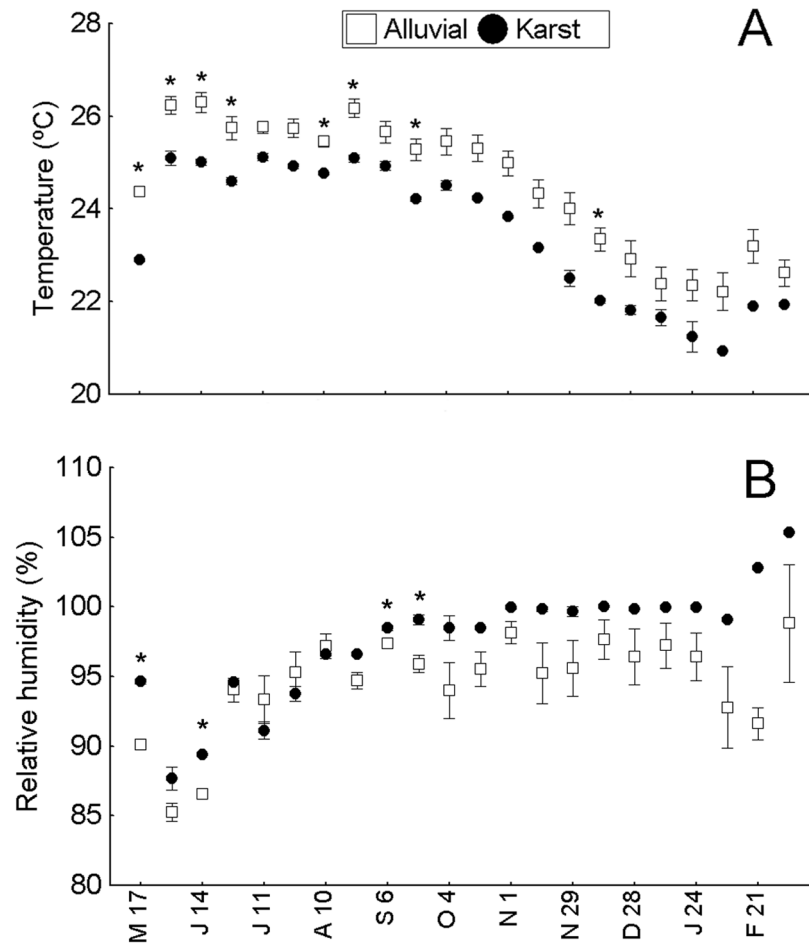 Alluvial Karst
A
28
26
24
22
20
Temperature (ºC)
*
*
*
*
*
*
*
*
B
110
105
100
95
90
85
80
Relative humidity (%)
*
*
*
*
M 17
J 14
J 11
A 10
S 6
O 4
N 1
N 29
D 28
J 24
F 21